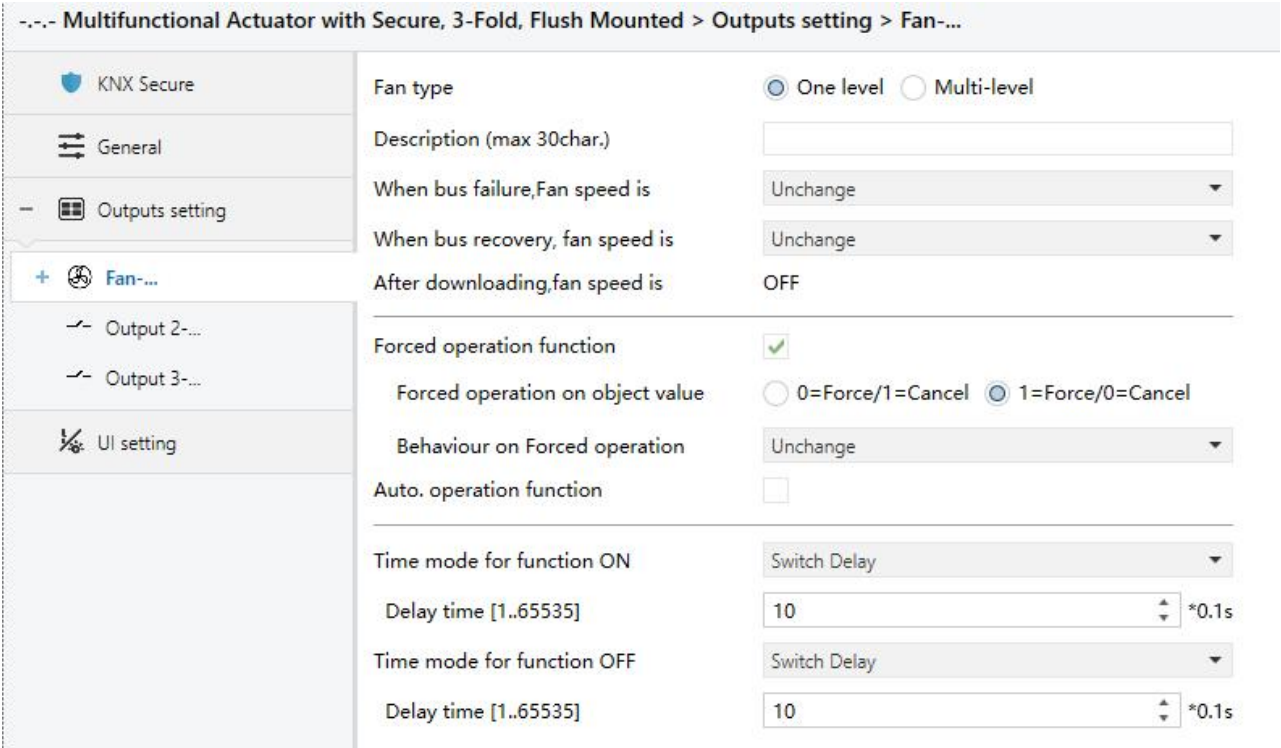 -.-.- Multifunctional Actuator with Secure, 3-Fold, Flush Mounted > Outputs setting > Fan-...
KNX Secure
General
Outputs setting
Fan-...
Output 2-...
Output 3-...
UI setting
Fan type One level Multi-level
Description (max 30char.)
When bus failure,Fan speed is Unchange
When bus recovery, fan speed is Unchange
After downloading,fan speed is OFF
Forced operation function
Forced operation on object value 0=Force/1=Cancel 1=Force/0=Cancel
Behaviour on Forced operation Unchange
Auto. operation function
Time mode for function ON Switch Delay
Delay time [1..65535] 10 *0.1s
Time mode for function OFF Switch Delay
Delay time [1..65535] 10 *0.1s